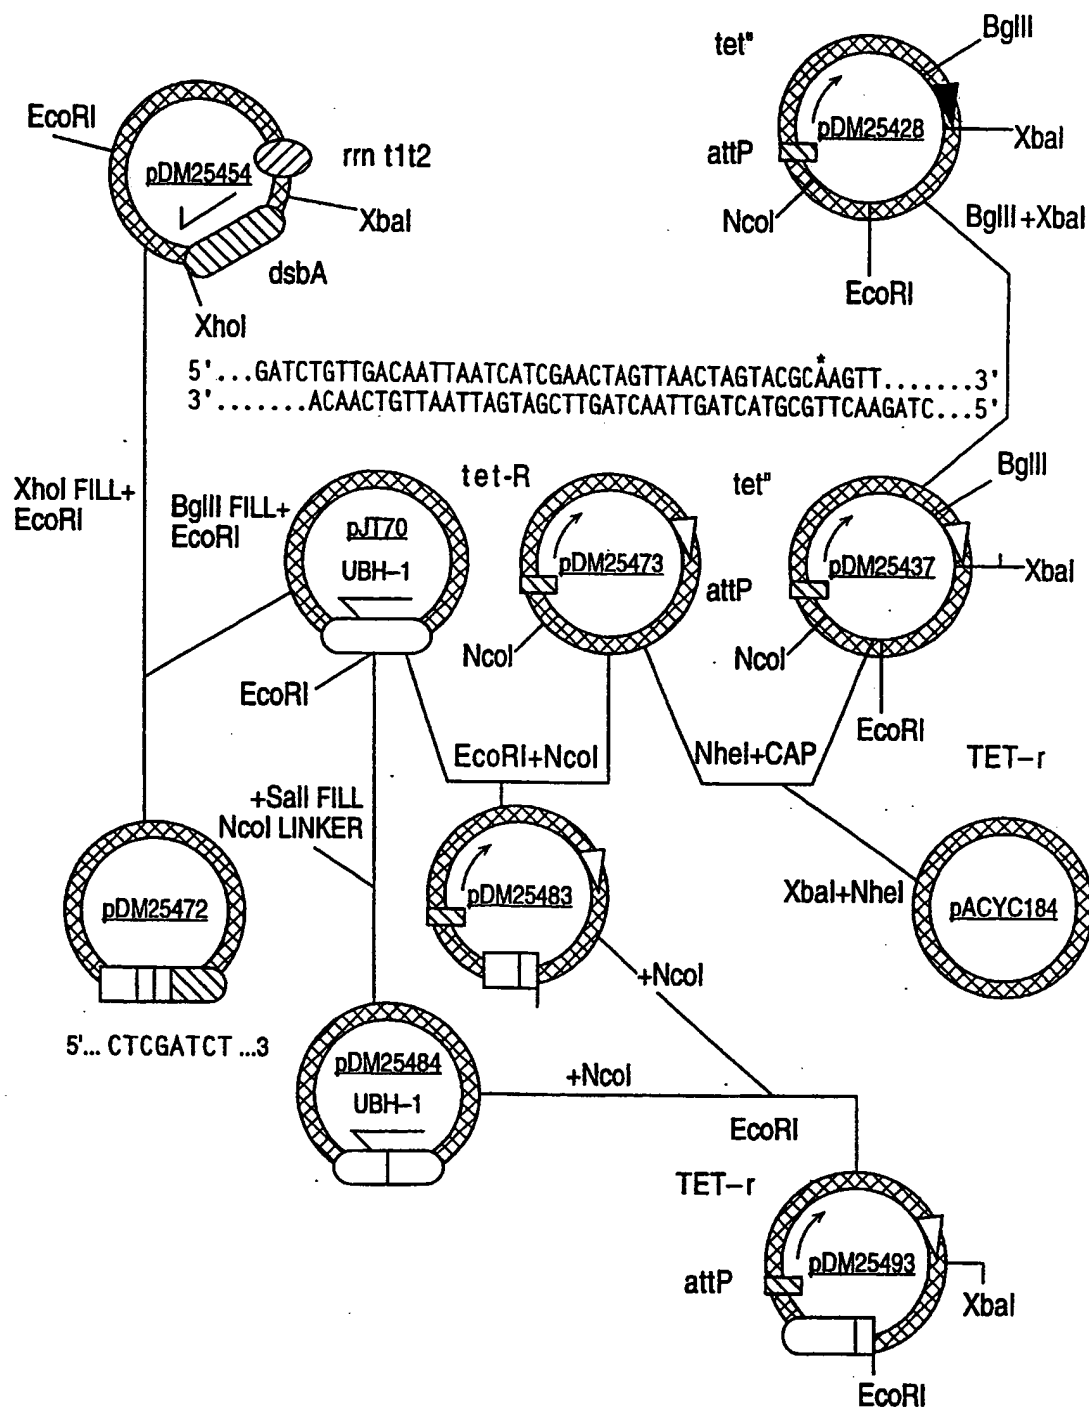 tet"
BglII
EcoRI
pDM25454
rrn t1t2
XbaI
dsbA
XhoI
pDM25428
attP
XbaI
NcoI
BglII+XbaI
EcoRI
*
5'...GATCTGTTGACAATTAATCATCGAACTAGTTAACTAGTACGCAAGTT.......3'
3'.......ACAACTGTTAATTAGTAGCTTGATCAATTGATCATGCGTTCAAGATC...5'
XhoI FILL+
EcoRI
BglII FILL+
EcoRI
pJT70
UBH-1
EcoRI
tet-R
pDM25473
NcoI
tet"
BglII
attP
pDM25437
XbaI
NcoI
EcoRI
EcoRI+NcoI
NheI+CAP
TET-r
+SalI FILL
NcoI LINKER
pDM25472
5'... CTCGATCT ...3
pDM25483
XbaI+NheI
pACYC184
+NcoI
pDM25484
UBH-1
+NcoI
EcoRI
TET-r
pDM25493
attP
XbaI
EcoRI